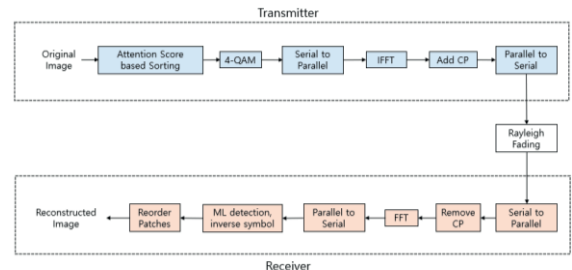 Transmitter
Original
Image
Attention Score
based Sorting
4-QAM
Serial to
Parallel
IFFT
Add CP
Parallel to
Serial
Rayleigh
Fading
Reconstructed
Image
Reorder
Patches
ML detection,
inverse symbol
Parallel to
Serial
FFT
Remove
CP
Serial to
Parallel
Receiver